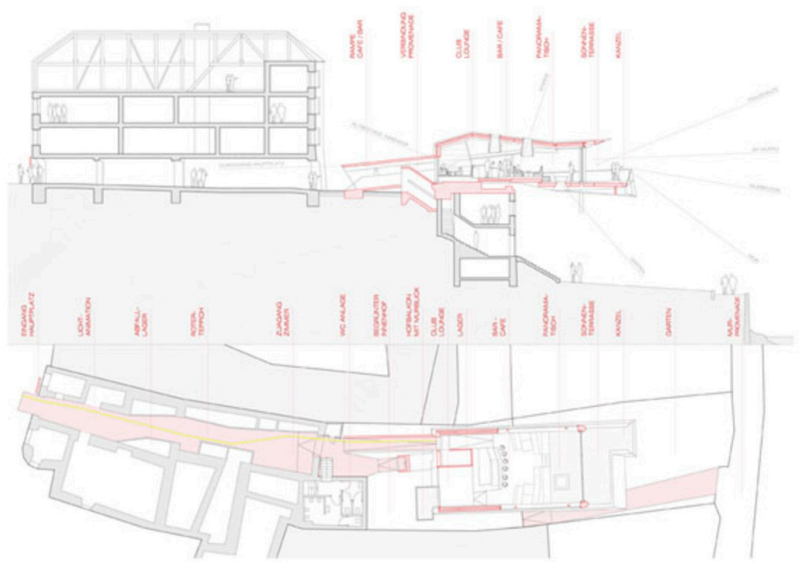 RAMPE
CAFE / BAR
VERBINDUNG
PROMENADE
CLUB
LOUNGE
BAR / CAFE
PANORAMA-
TISCH
SONNEN-
TERRASSE
KANZEL
EINGANG
HAUPTPLATZ
LICHT-
ANIMATION
ABFALL-
LAGER
ROTER-
TEPPICH
ZUGANG
ZIMMER
WC ANLAGE
BEGRÜNTER
INNENHOF
HOFBALKON
MIT MURBLICK
CLUB
LOUNGE
LAGER
BAR -
CAFE
PANORAMA-
TISCH
SONNEN-
TERRASSE
KANZEL
GARTEN
MUR-
PROMENADE